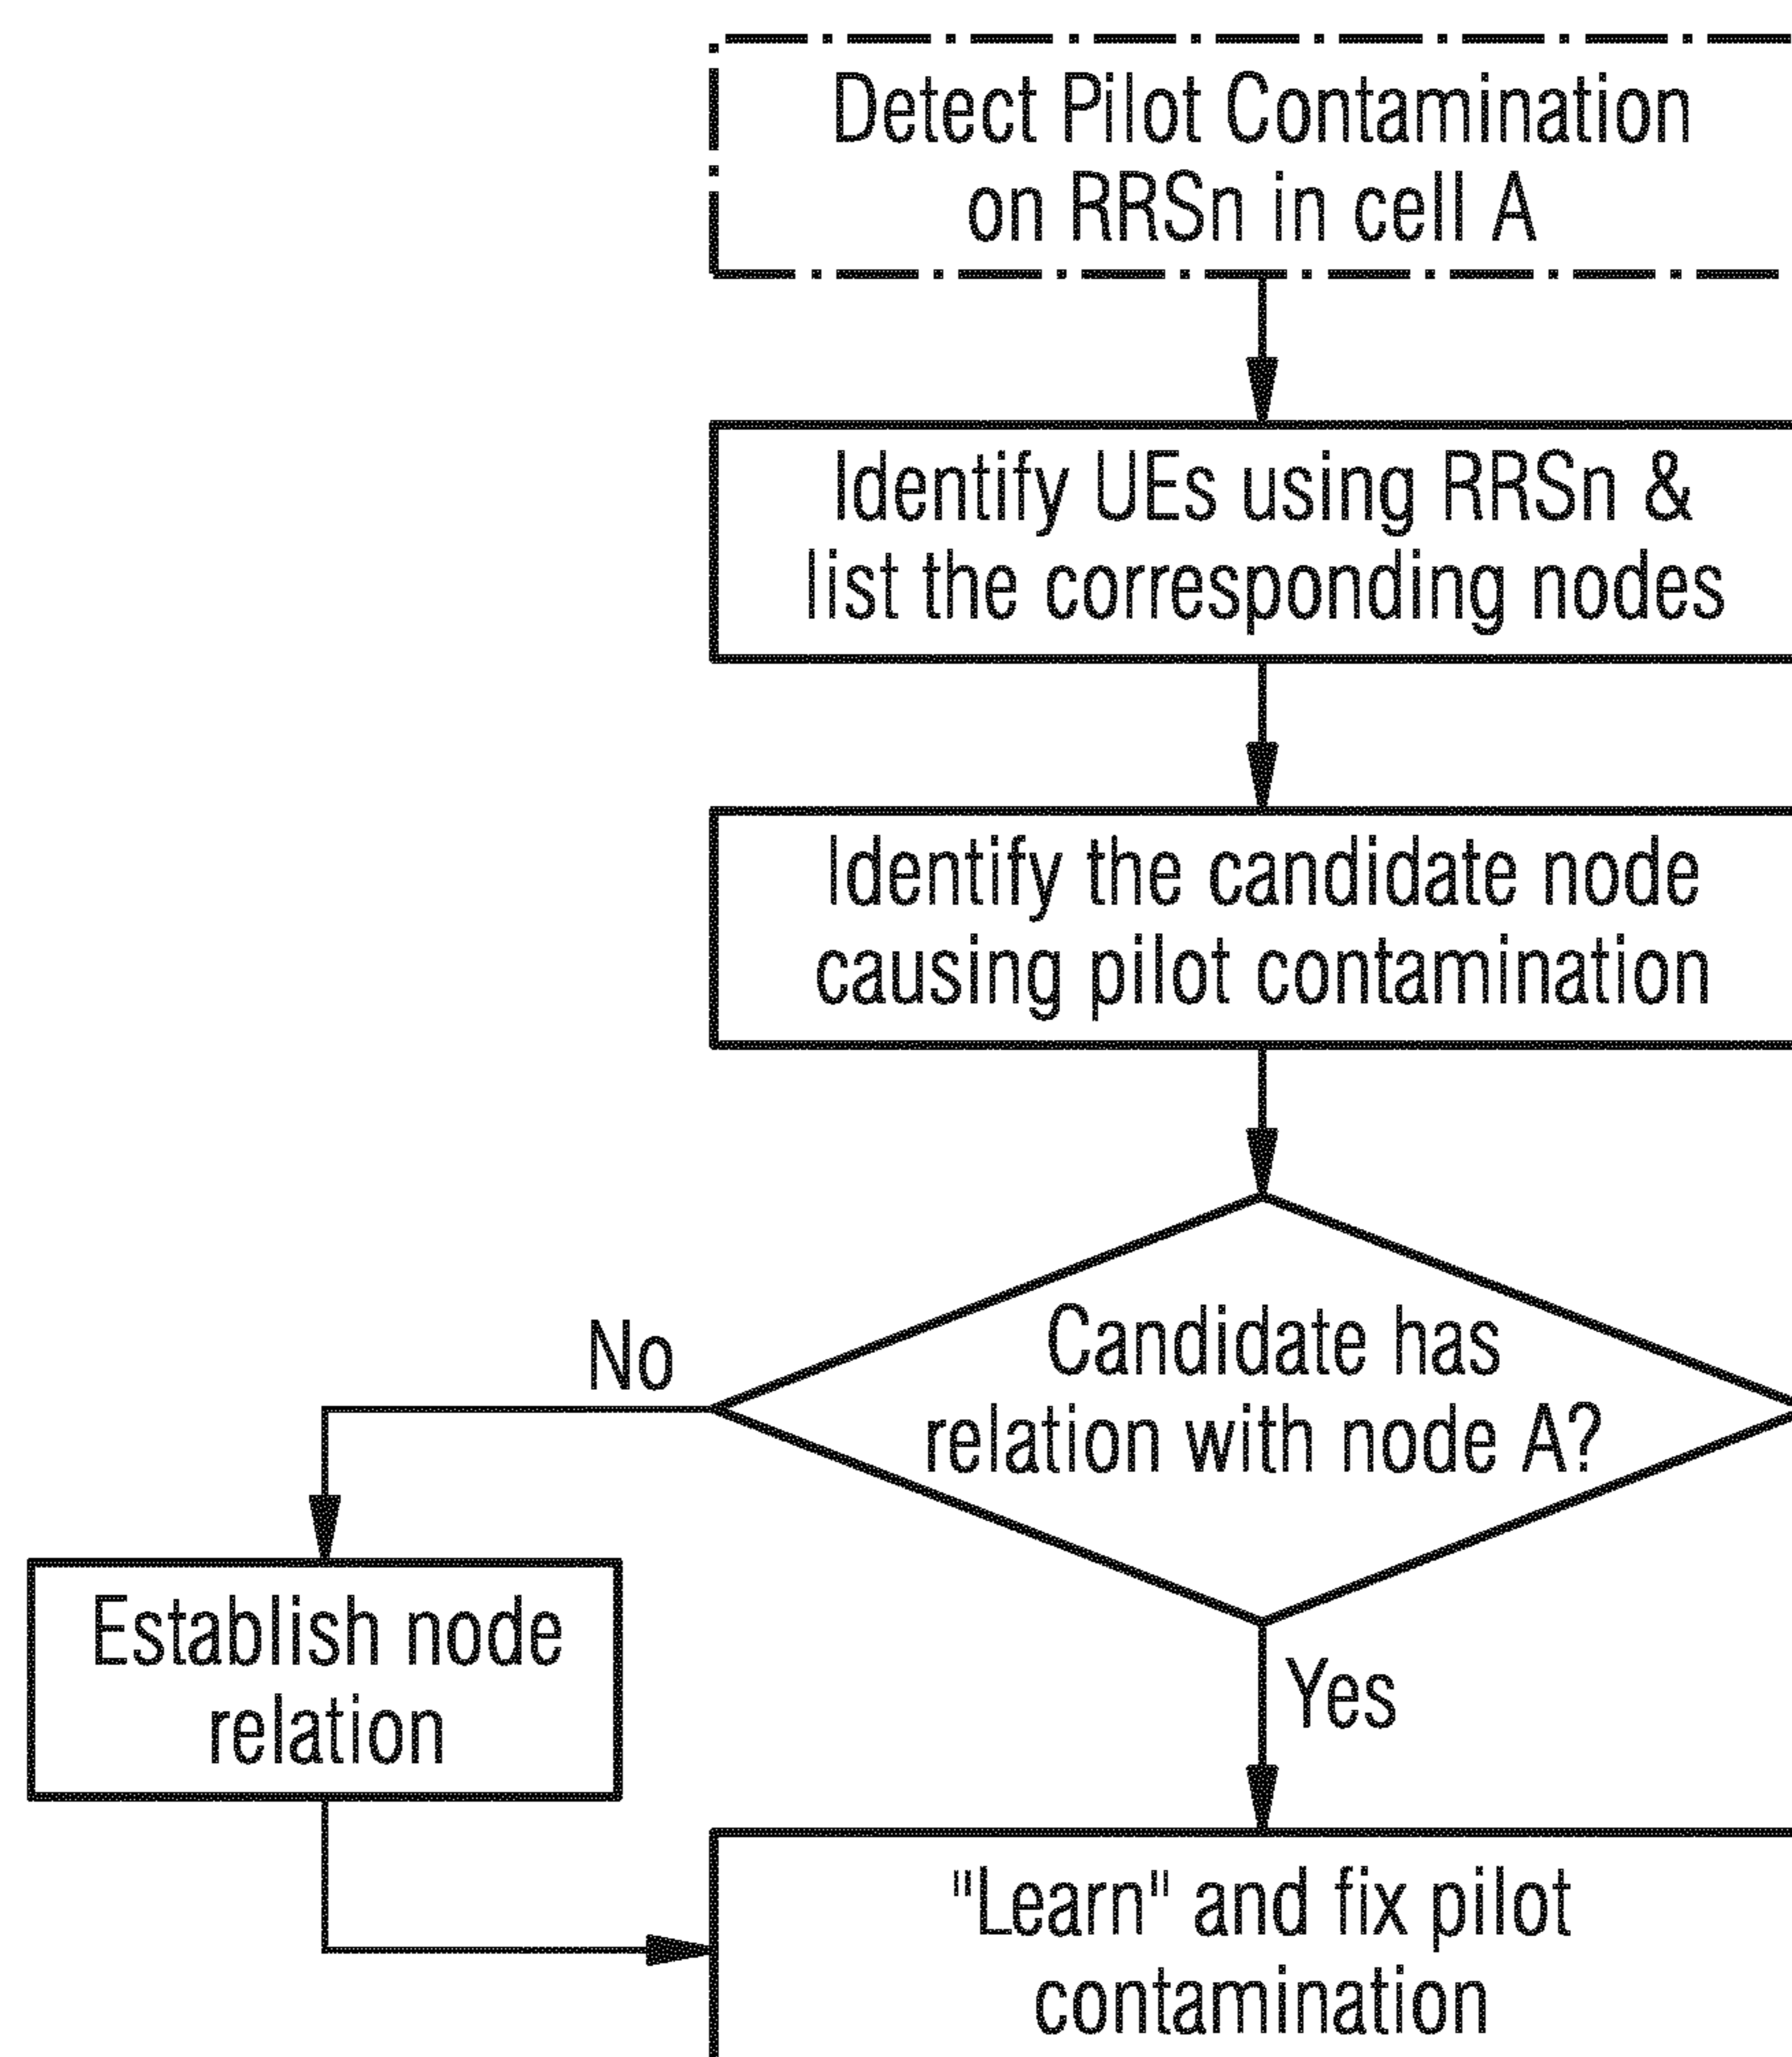 Detect Pilot Contamination
on RRSn in cell A
Identify UEs using RRSn &
list the corresponding nodes
Identify the candidate node
causing pilot contamination
Candidate has
relation with node A?
No
Establish node
relation
Yes
"Learn" and fix pilot
contamination